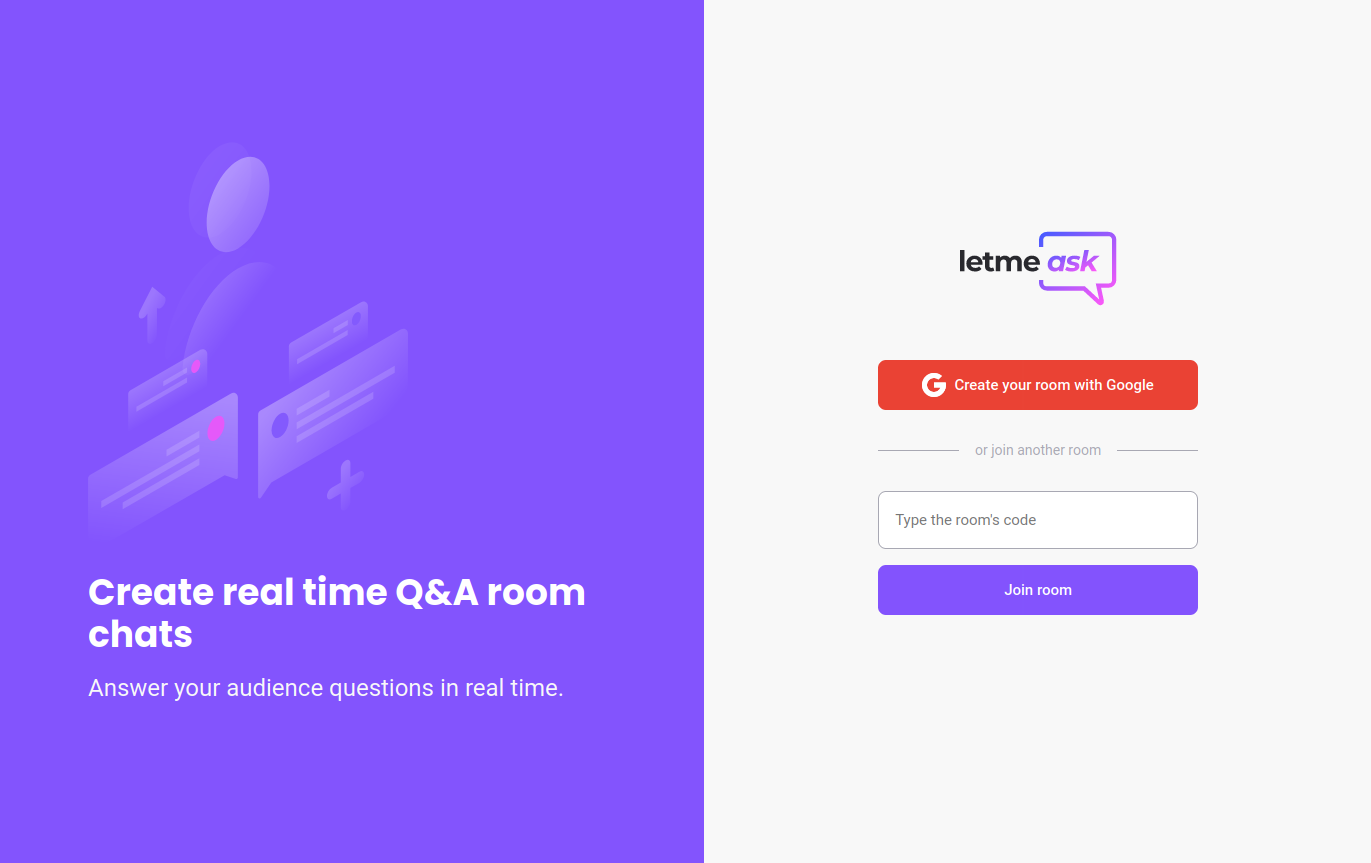 Create real time Q&A room
chats
Answer your audience questions in real time.
letme ask
Create your room with Google
or join another room
Type the room's code
Join room